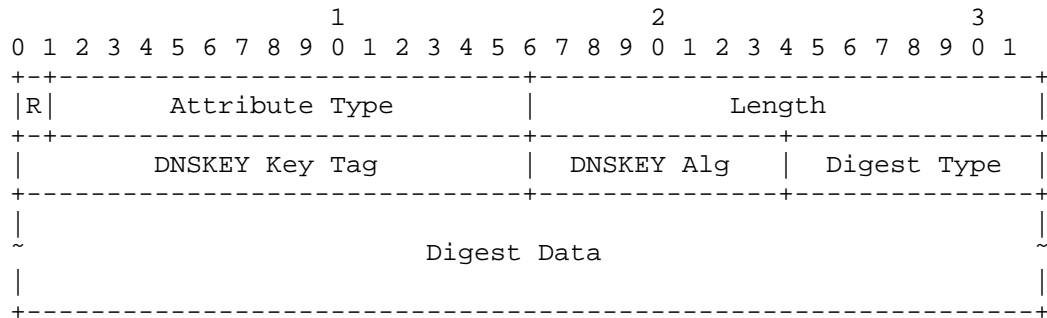 1                   2                   3
 0 1 2 3 4 5 6 7 8 9 0 1 2 3 4 5 6 7 8 9 0 1 2 3 4 5 6 7 8 9 0 1
+-+-----------------------------+-------------------------------+
|R|       Attribute Type        |            Length             |
+-+-----------------------------+---------------+---------------+
|        DNSKEY Key Tag         |  DNSKEY Alg   |  Digest Type  |
+-------------------------------+---------------+---------------+
|                                                               |
~                         Digest Data                           ~
|                                                               |
+---------------------------------------------------------------+